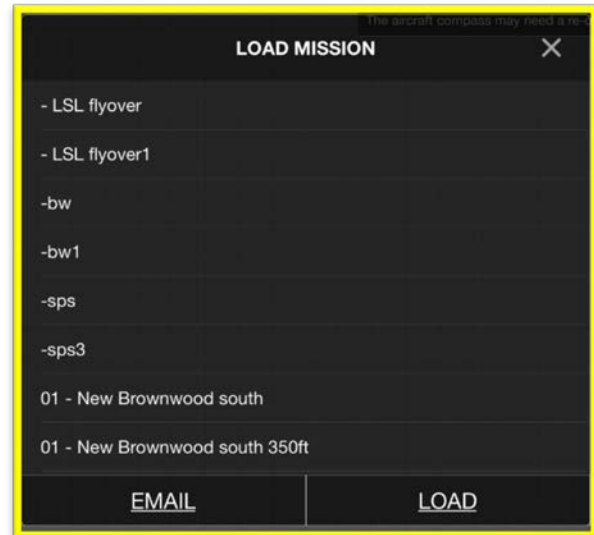 The aircraft compass may need a re-c
LOAD MISSION
- LSL flyover
- LSL flyover1
-bw
-bw1
-sps
-sps3
01 - New Brownwood south
01 - New Brownwood south 350ft
EMAIL LOAD